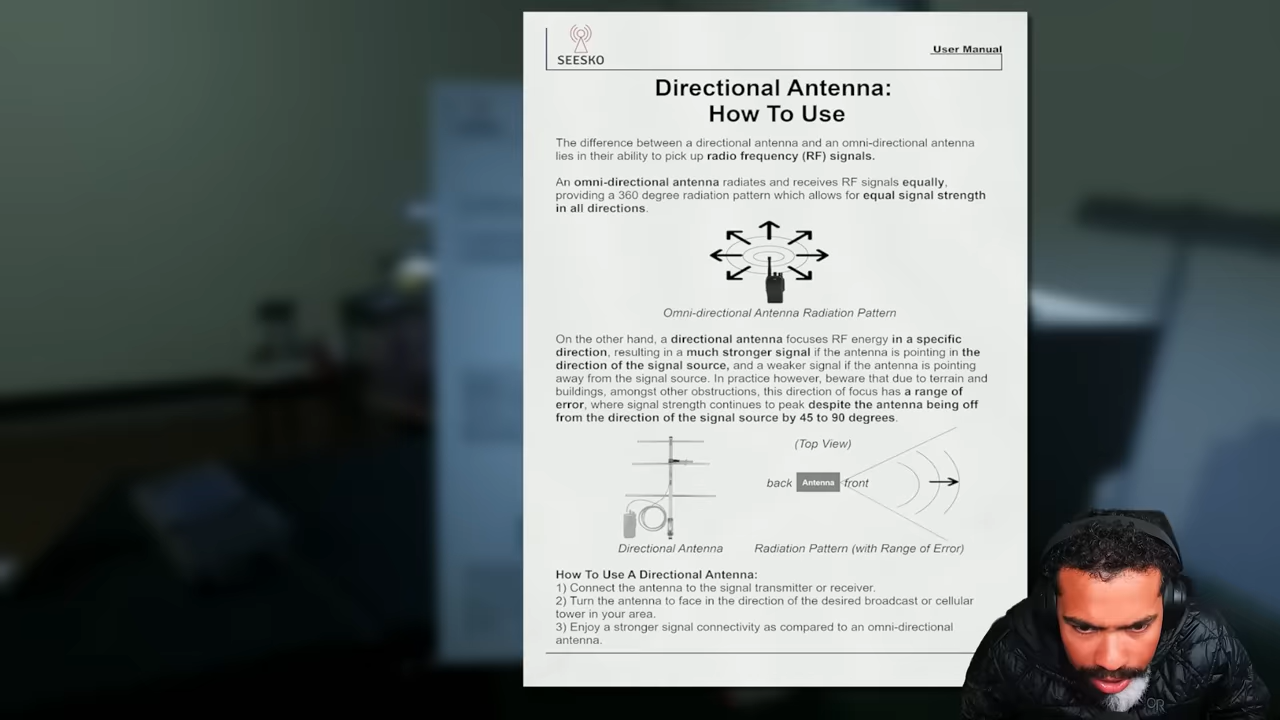 SEESKO
User Manual
Directional Antenna:
How To Use
The difference between a directional antenna and an omni-directional antenna
lies in their ability to pick up radio frequency (RF) signals.
An omni-directional antenna radiates and receives RF signals equally,
providing a 360 degree radiation pattern which allows for equal signal strength
in all directions.
Omni-directional Antenna Radiation Pattern
On the other hand, a directional antenna focuses RF energy in a specific
direction, resulting in a much stronger signal if the antenna is pointing in the
direction of the signal source, and a weaker signal if the antenna is pointing
away from the signal source. In practice however, beware that due to terrain and
buildings, amongst other obstructions, this direction of focus has a range of
error, where signal strength continues to peak despite the antenna being off
from the direction of the signal source by 45 to 90 degrees.
(Top View)
back Antenna front
Directional Antenna
Radiation Pattern (with Range of Error)
How To Use A Directional Antenna:
1) Connect the antenna to the signal transmitter or receiver.
2) Turn the antenna to face in the direction of the desired broadcast or cellular
tower in your area.
3) Enjoy a stronger signal connectivity as compared to an omni-directional
antenna.
OR